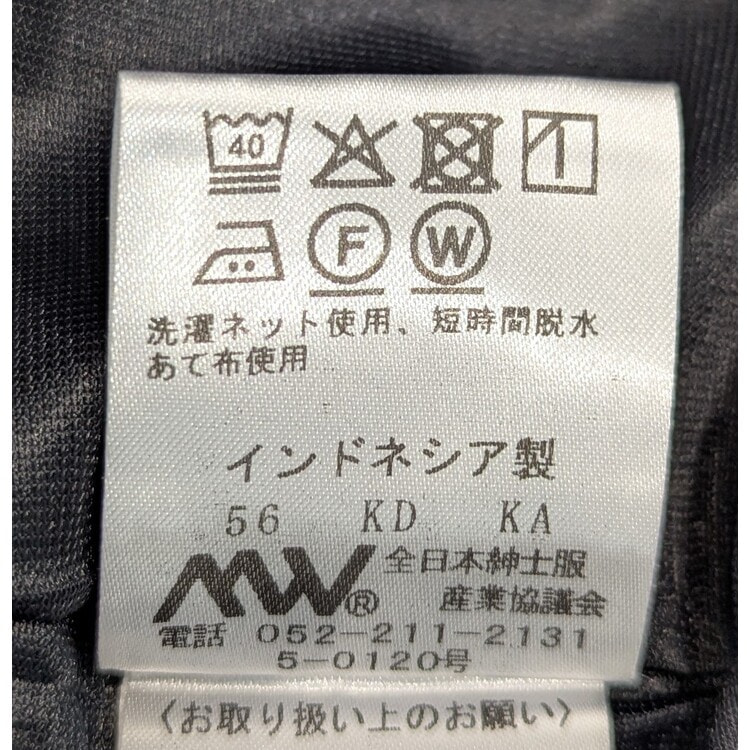 40
F W
洗濯ネット使用、短時間脱水
あて布使用
インドネシア製
56 KD KA
MW® 全日本紳士服
産業協議会
電話 052-211-2131
5-0120号
〈お取り扱い上のお願い〉